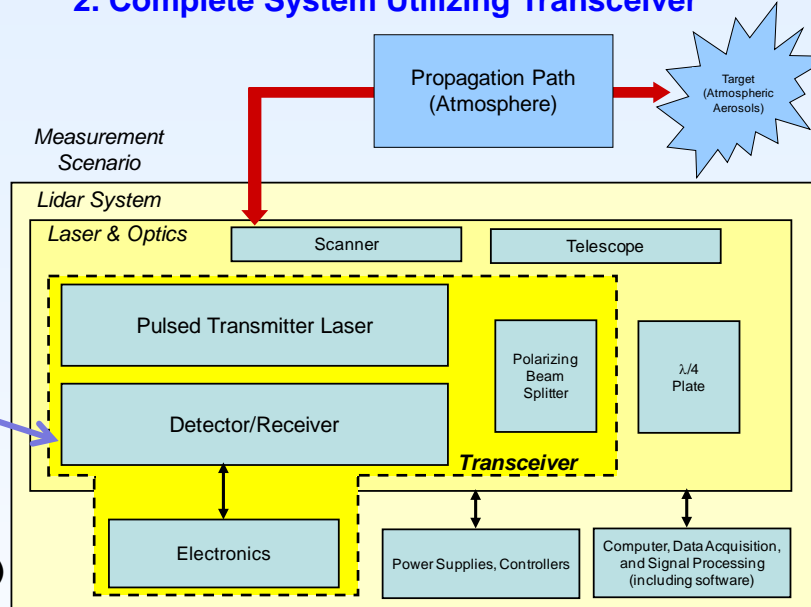 2. Complete System Utilizing Transceiver
Propagation Path
(Atmosphere)
Target
(Atmospheric
Aerosols)
Measurement
Scenario
Lidar System
Laser & Optics
Scanner
Telescope
Pulsed Transmitter Laser
Polarizing
Beam
Splitter
λ/4
Plate
Detector/Receiver
Transceiver
Electronics
Power Supplies, Controllers
Computer, Data Acquisition,
and Signal Processing
(including software)
)